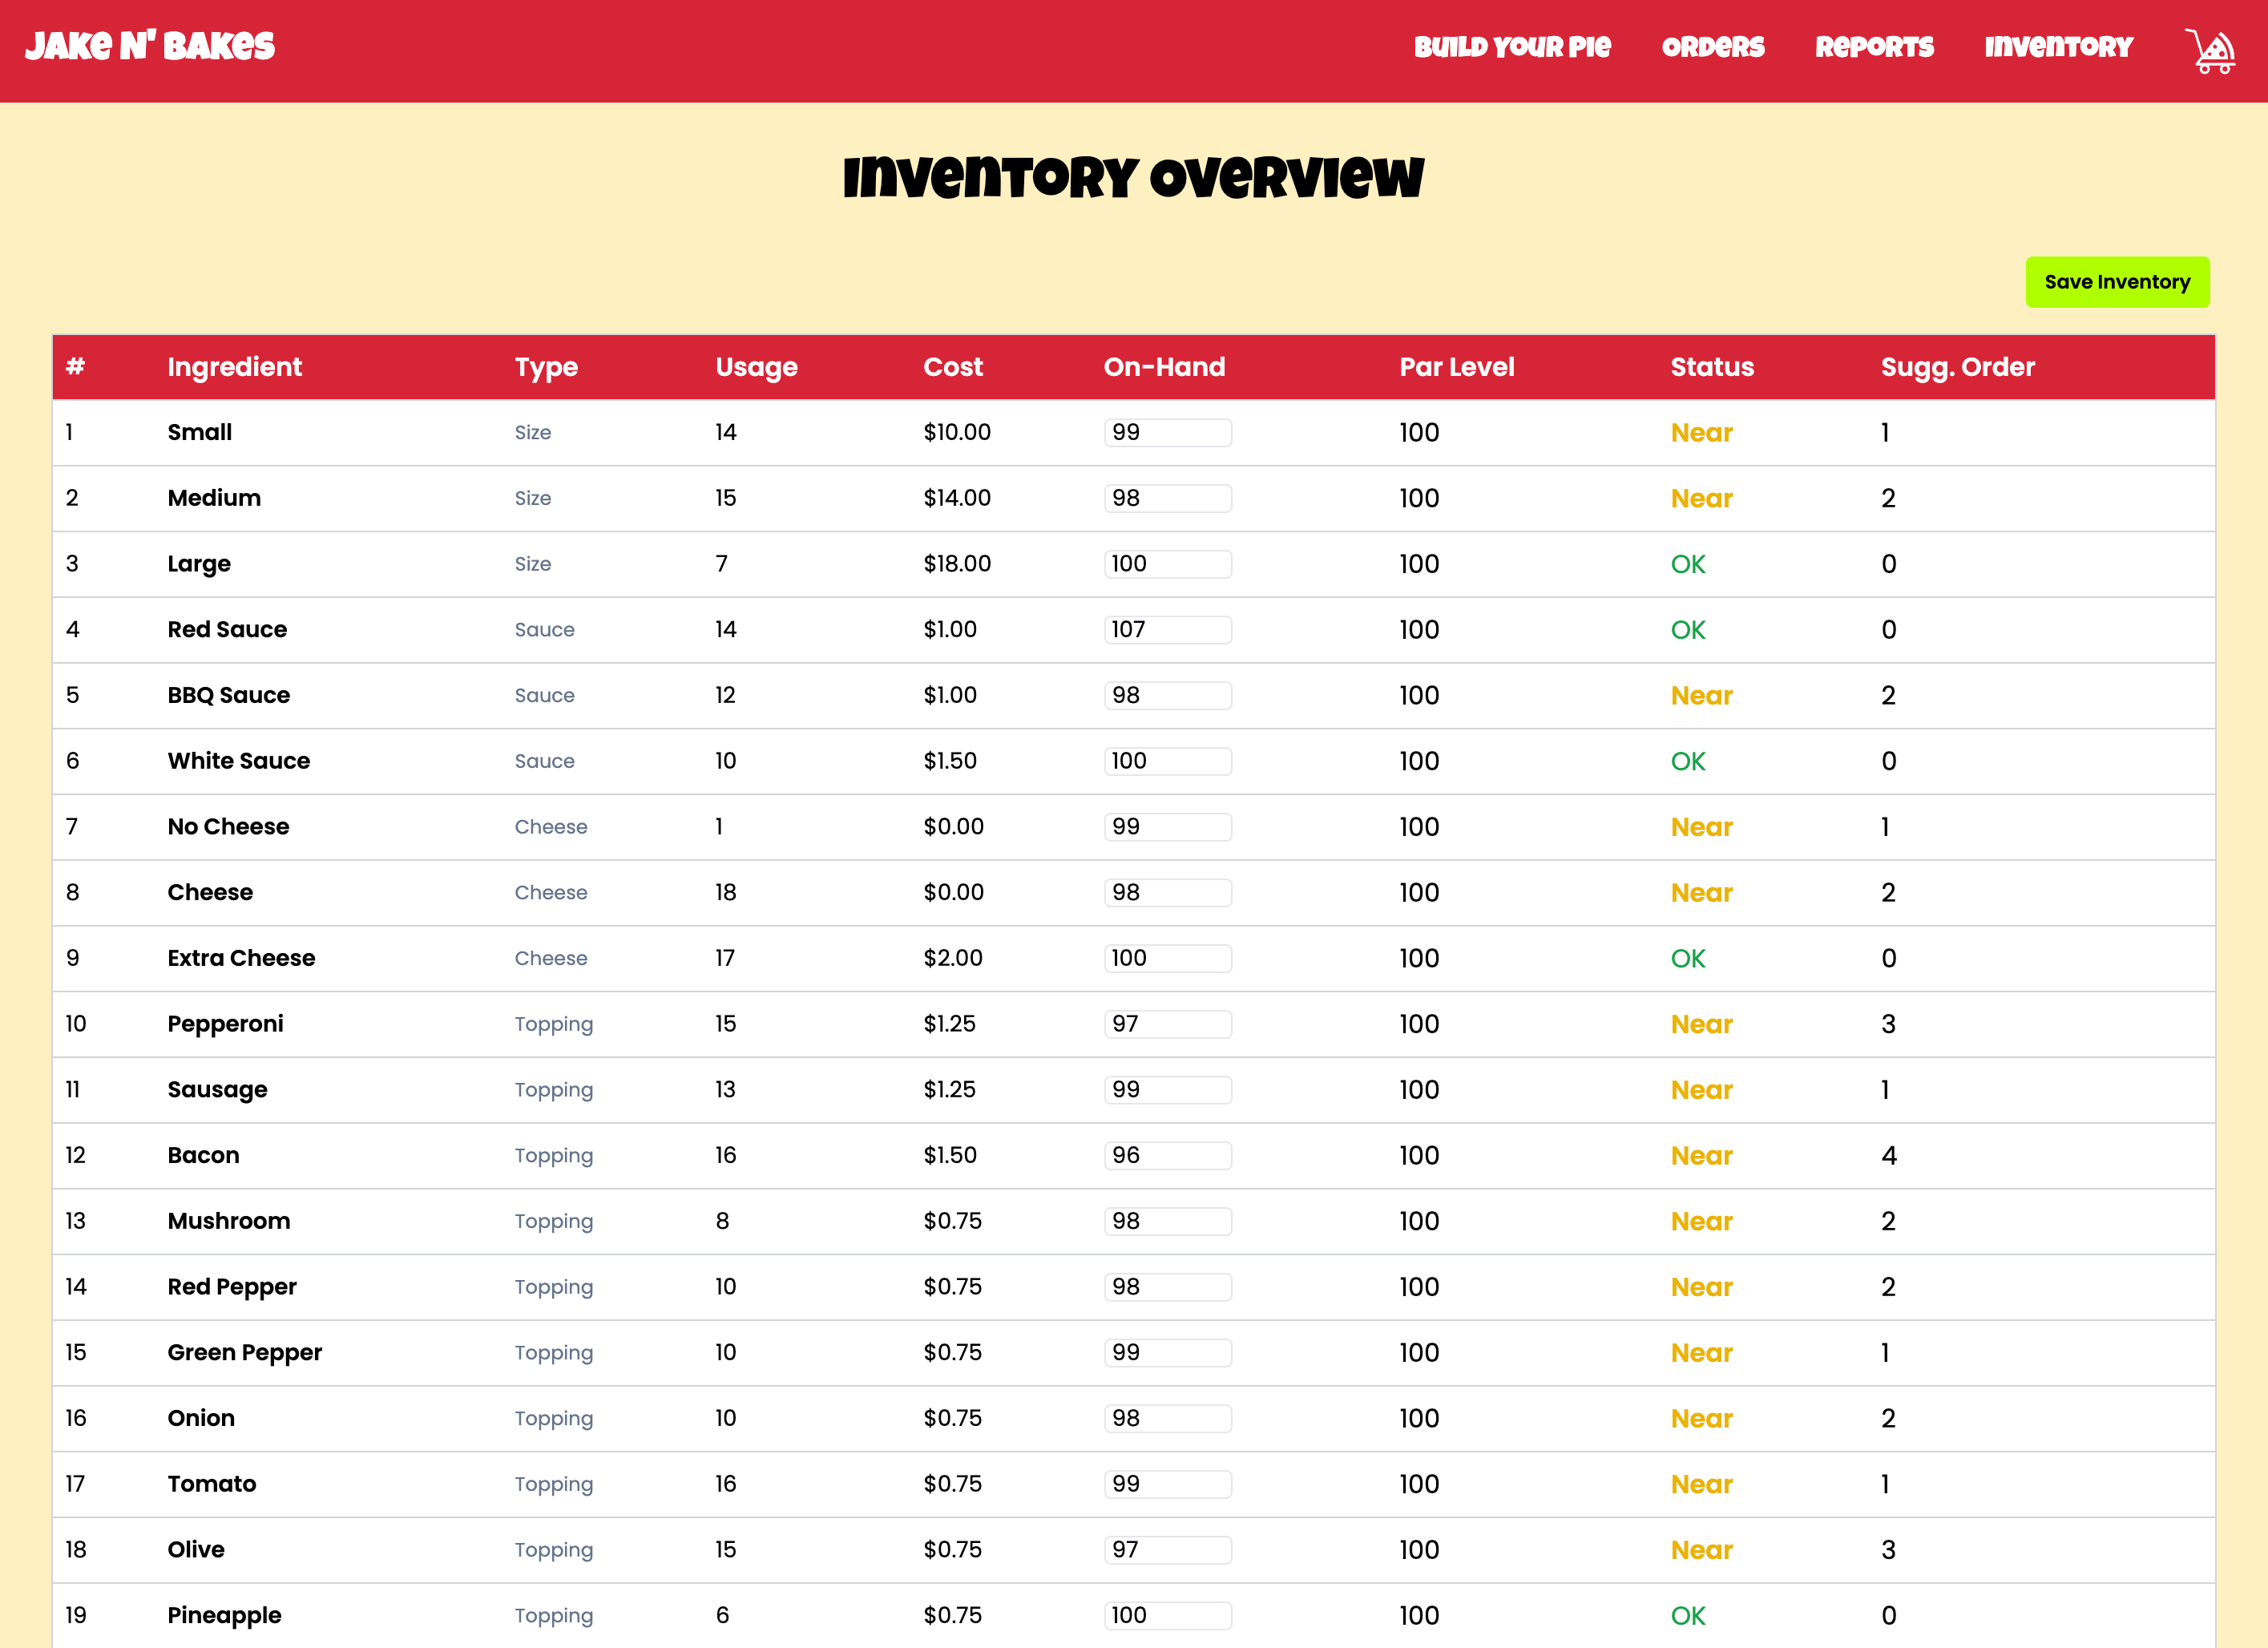 Jake n' Bakes Build Your Pie Orders Reports Inventory
Inventory Overview
Save Inventory
# Ingredient Type Usage Cost On-Hand Par Level Status Sugg. Order
1 Small Size 14 $10.00 99 100 Near 1
2 Medium Size 15 $14.00 98 100 Near 2
3 Large Size 7 $18.00 100 100 OK 0
4 Red Sauce Sauce 14 $1.00 107 100 OK 0
5 BBQ Sauce Sauce 12 $1.00 98 100 Near 2
6 White Sauce Sauce 10 $1.50 100 100 OK 0
7 No Cheese Cheese 1 $0.00 99 100 Near 1
8 Cheese Cheese 18 $0.00 98 100 Near 2
9 Extra Cheese Cheese 17 $2.00 100 100 OK 0
10 Pepperoni Topping 15 $1.25 97 100 Near 3
11 Sausage Topping 13 $1.25 99 100 Near 1
12 Bacon Topping 16 $1.50 96 100 Near 4
13 Mushroom Topping 8 $0.75 98 100 Near 2
14 Red Pepper Topping 10 $0.75 98 100 Near 2
15 Green Pepper Topping 10 $0.75 99 100 Near 1
16 Onion Topping 10 $0.75 98 100 Near 2
17 Tomato Topping 16 $0.75 99 100 Near 1
18 Olive Topping 15 $0.75 97 100 Near 3
19 Pineapple Topping 6 $0.75 100 100 OK 0